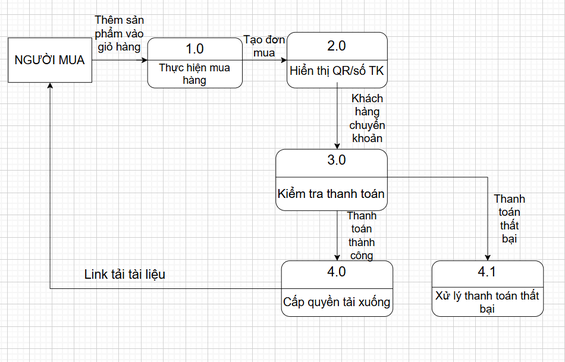 Thêm sản
phẩm vào
giỏ hàng
NGƯỜI MUA
1.0
Thực hiện mua
hàng
Tạo đơn
mua
2.0
Hiển thị QR/số TK
Khách
hàng
chuyển
khoản
3.0
Kiểm tra thanh toán
Thanh
toán
thành
công
Thanh
toán
thất
bại
Link tải tài liệu
4.0
Cấp quyền tải xuống
4.1
Xử lý thanh toán thất
bại